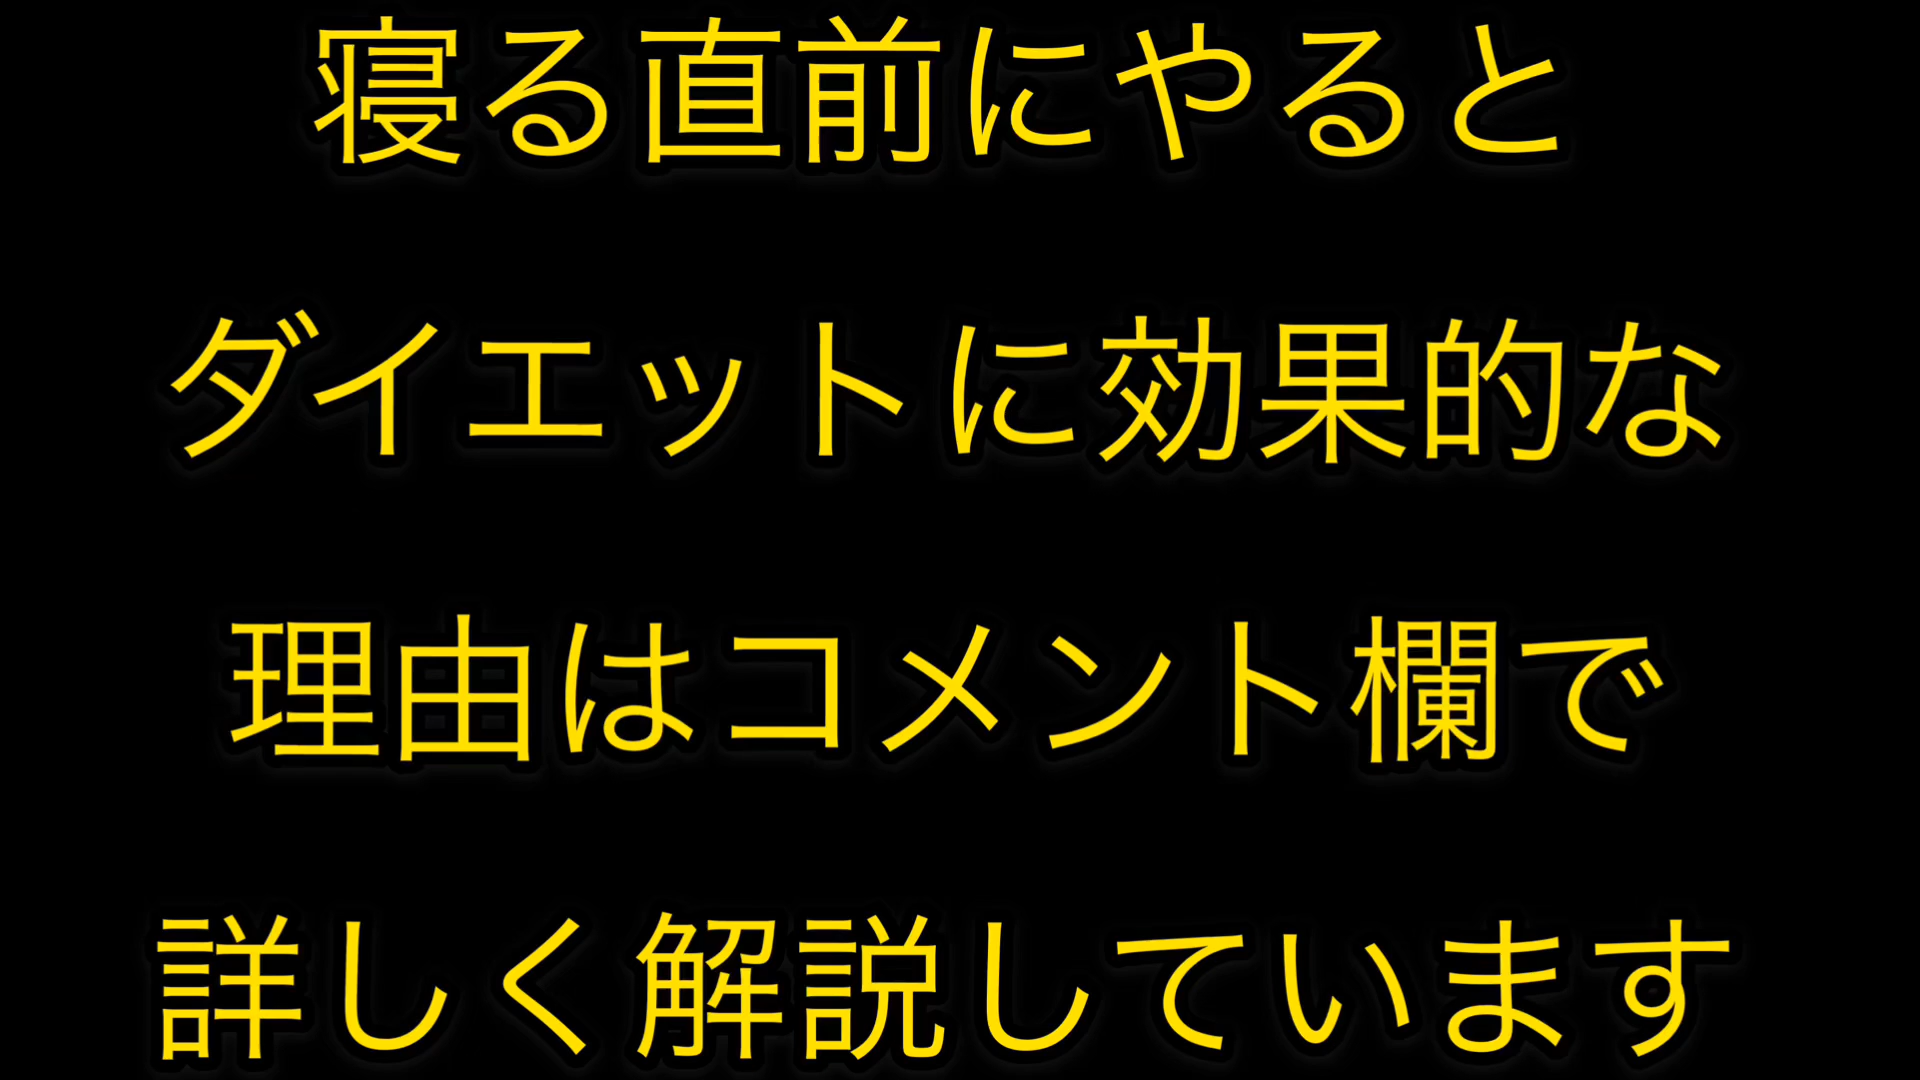 寝る直前にやると
ダイエットに効果的な
理由はコメント欄で
詳しく解説しています